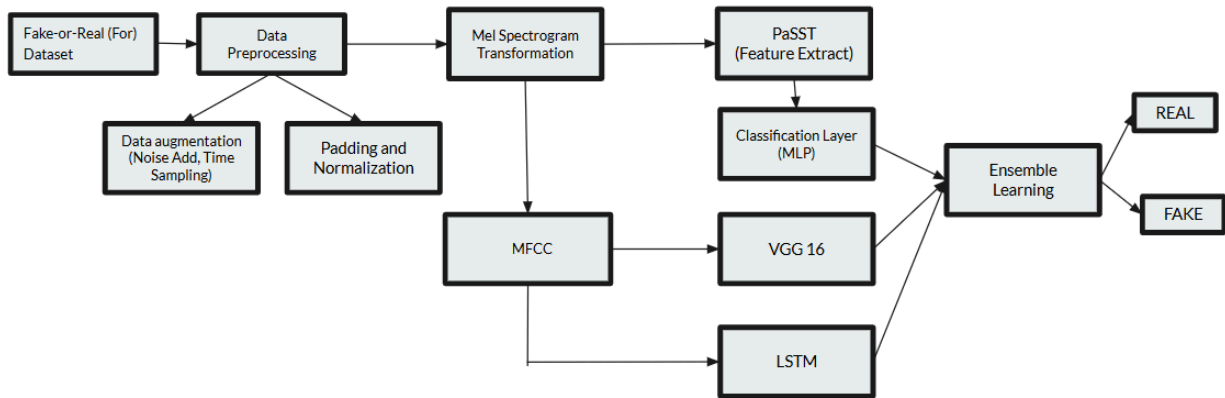 Fake-or-Real (For)
Dataset
Data
Preprocessing
Mel Spectrogram
Transformation
PaSST
(Feature Extract)
Data augmentation
(Noise Add, Time
Sampling)
Padding and
Normalization
Classification Layer
(MLP)
Ensemble
Learning
REAL
FAKE
MFCC
VGG 16
LSTM